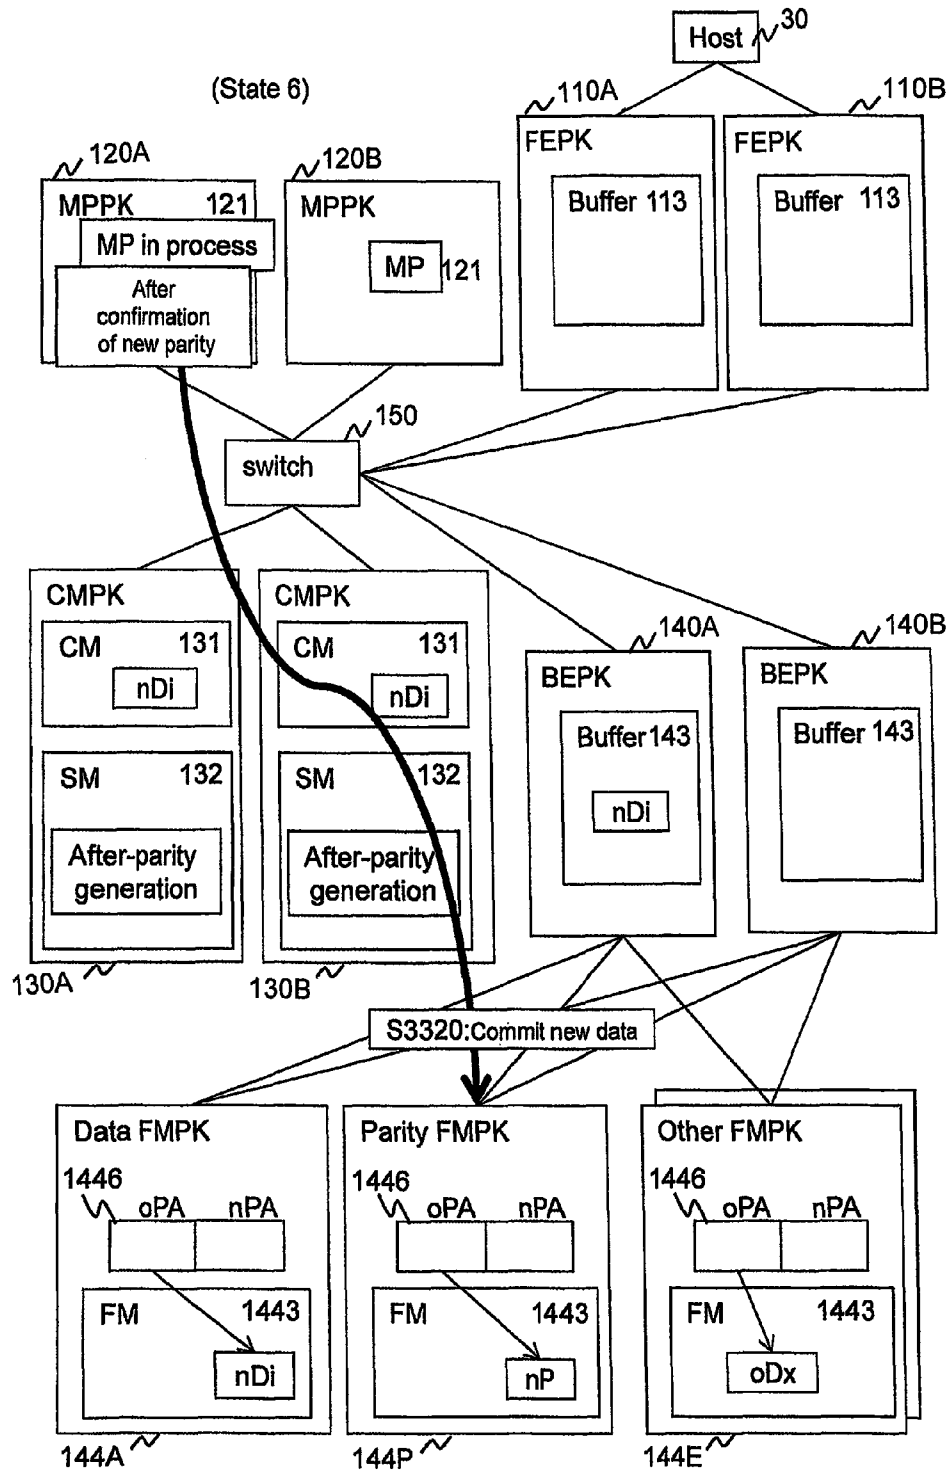 Host
30
(State 6)
110A
110B
FEPK
Buffer 113
FEPK
Buffer 113
120A
MPPK
121
MP in process
After
confirmation
of new parity
120B
MPPK
MP
121
150
switch
CMPK
CM
131
nDi
SM
132
After-parity
generation
130A
CMPK
CM
131
nDi
SM
132
After-parity
generation
130B
140A
BEPK
Buffer 143
nDi
140B
BEPK
Buffer 143
S3320:Commit new data
Data FMPK
1446
oPA
nPA
FM
1443
nDi
144A
Parity FMPK
1446
oPA
nPA
FM
1443
nP
144P
Other FMPK
1446
oPA
nPA
FM
1443
oDx
144E